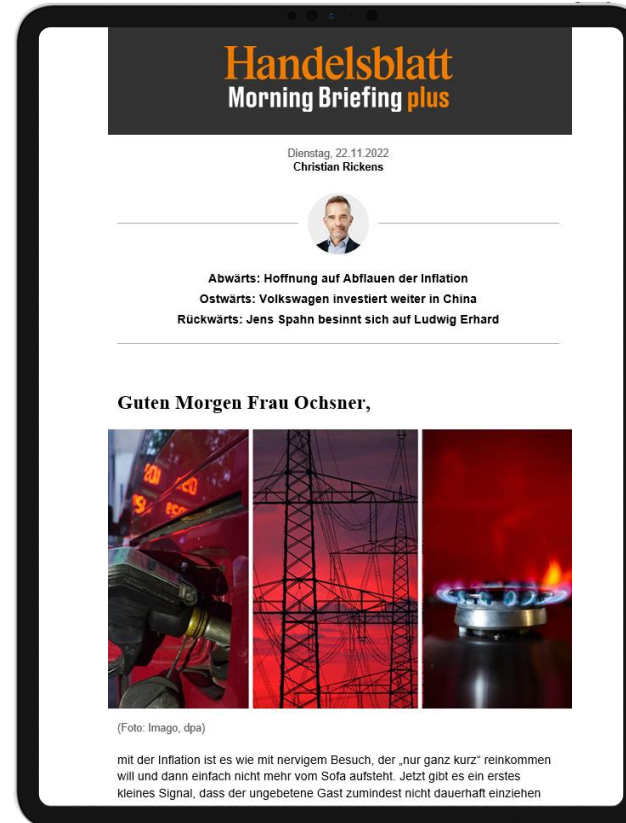 Handelsblatt
Morning Briefing plus
Dienstag, 22.11.2022
Christian Rickens
Abwärts: Hoffnung auf Abflauen der Inflation
Ostwärts: Volkswagen investiert weiter in China
Rückwärts: Jens Spahn besinnt sich auf Ludwig Erhard
Guten Morgen Frau Ochsner,
(Foto: Imago, dpa)
mit der Inflation ist es wie mit nervigem Besuch, der „nur ganz kurz“ reinkommen
will und dann einfach nicht mehr vom Sofa aufsteht. Jetzt gibt es ein erstes
kleines Signal, dass der ungebetene Gast zumindest nicht dauerhaft einziehen